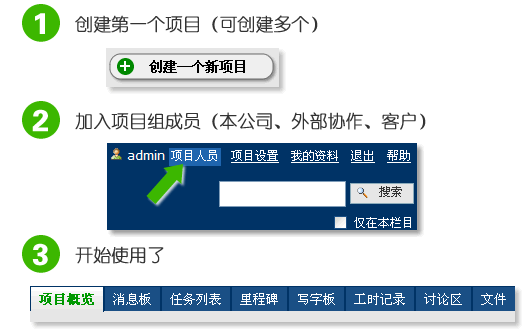 1 创建第一个项目（可创建多个）
创建一个新项目
2 加入项目组成员（本公司、外部协作、客户）
admin 项目人员 项目设置 我的资料 退出 帮助
搜索
仅在本栏目
3 开始使用了
项目概览 消息板 任务列表 里程碑 写字板 工时记录 讨论区 文件